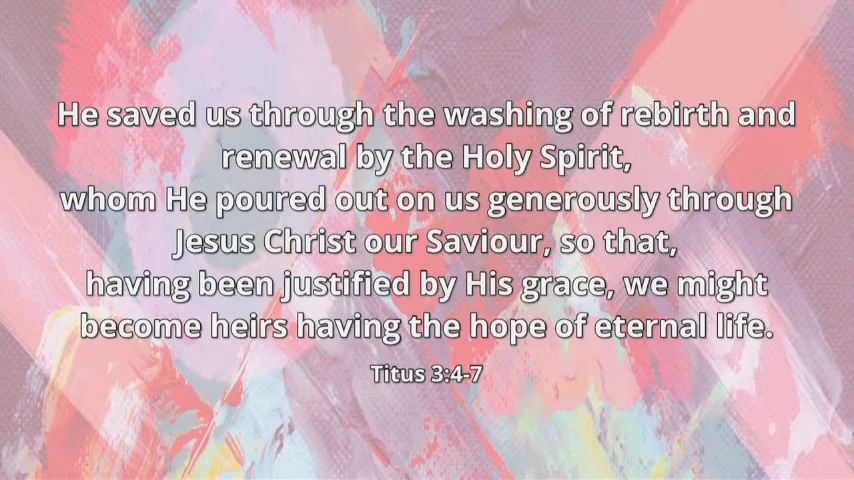 He saved us through the washing of rebirth and
renewal by the Holy Spirit,
whom He poured out on us generously through
Jesus Christ our Saviour, so that,
having been justified by His grace, we might
become heirs having the hope of eternal life.
Titus 3:4-7